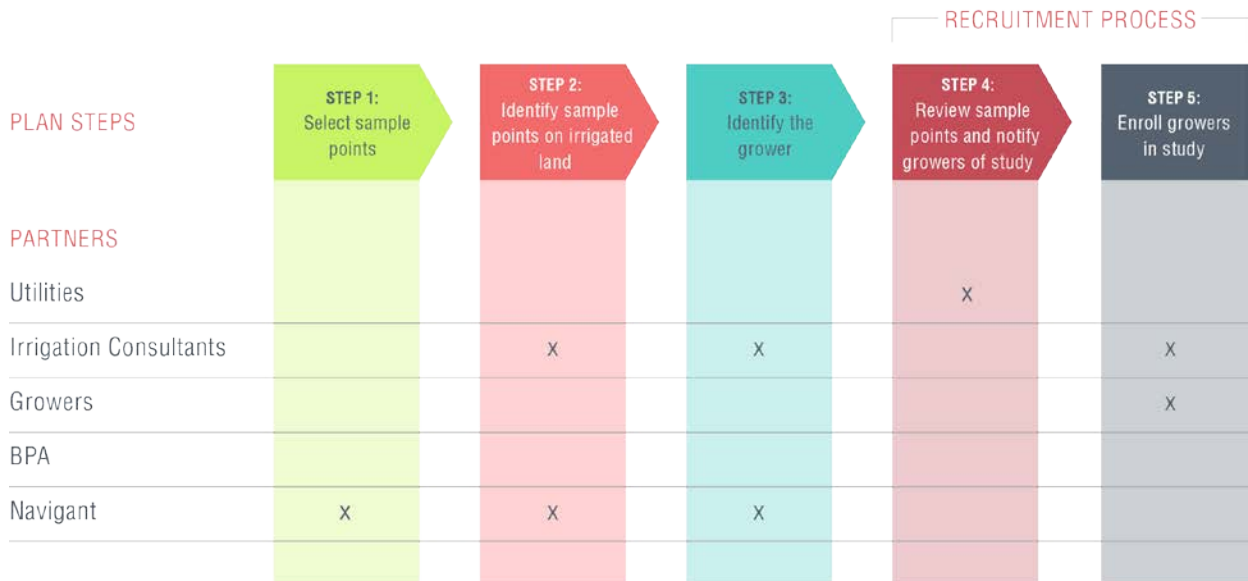 RECRUITMENT PROCESS
PLAN STEPS
STEP 1:
Select sample
points
STEP 2:
Identify sample
points on irrigated
land
STEP 3:
Identify the
grower
STEP 4:
Review sample
points and notify
growers of study
STEP 5:
Enroll growers
in study
PARTNERS
Utilities X
Irrigation Consultants X X X
Growers X
BPA
Navigant X X X